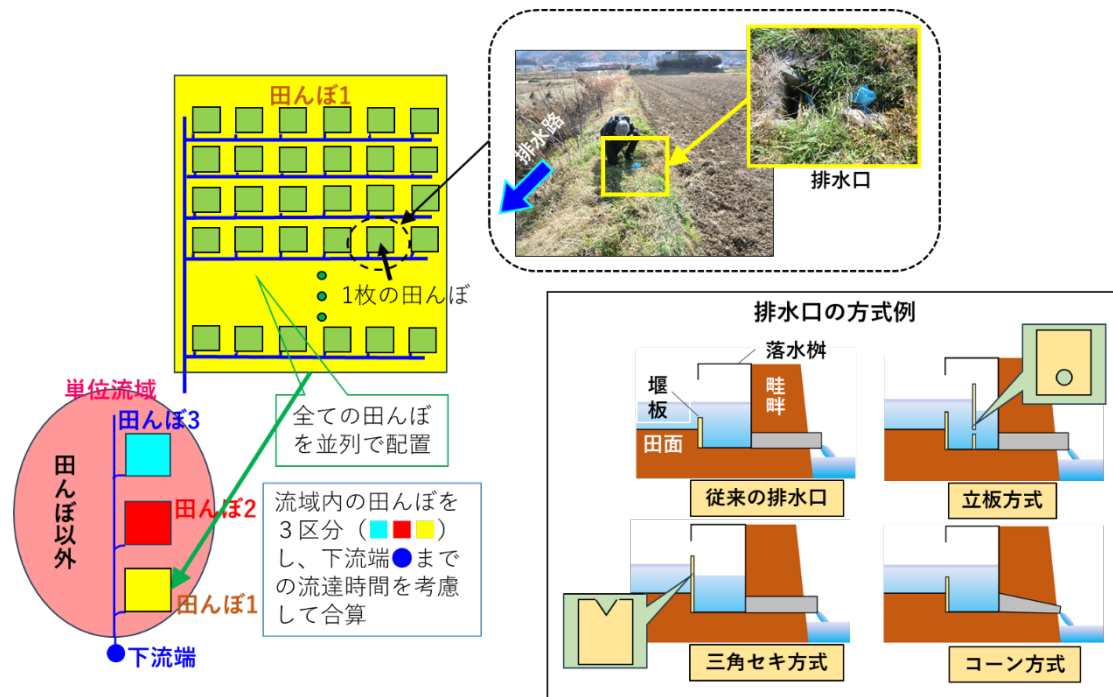 田んぼ1
1枚の田んぼ
排水路
排水口
単位流域
田んぼ3
田んぼ2
田んぼ1
田んぼ以外
下流端
全ての田んぼ
を並列で配置
流域内の田んぼを
３区分（■■■）
し、下流端●まで
の流達時間を考慮
して合算
排水口の方式例
落水桝
堰板
畦畔
田面
従来の排水口
立板方式
三角セキ方式
コーン方式